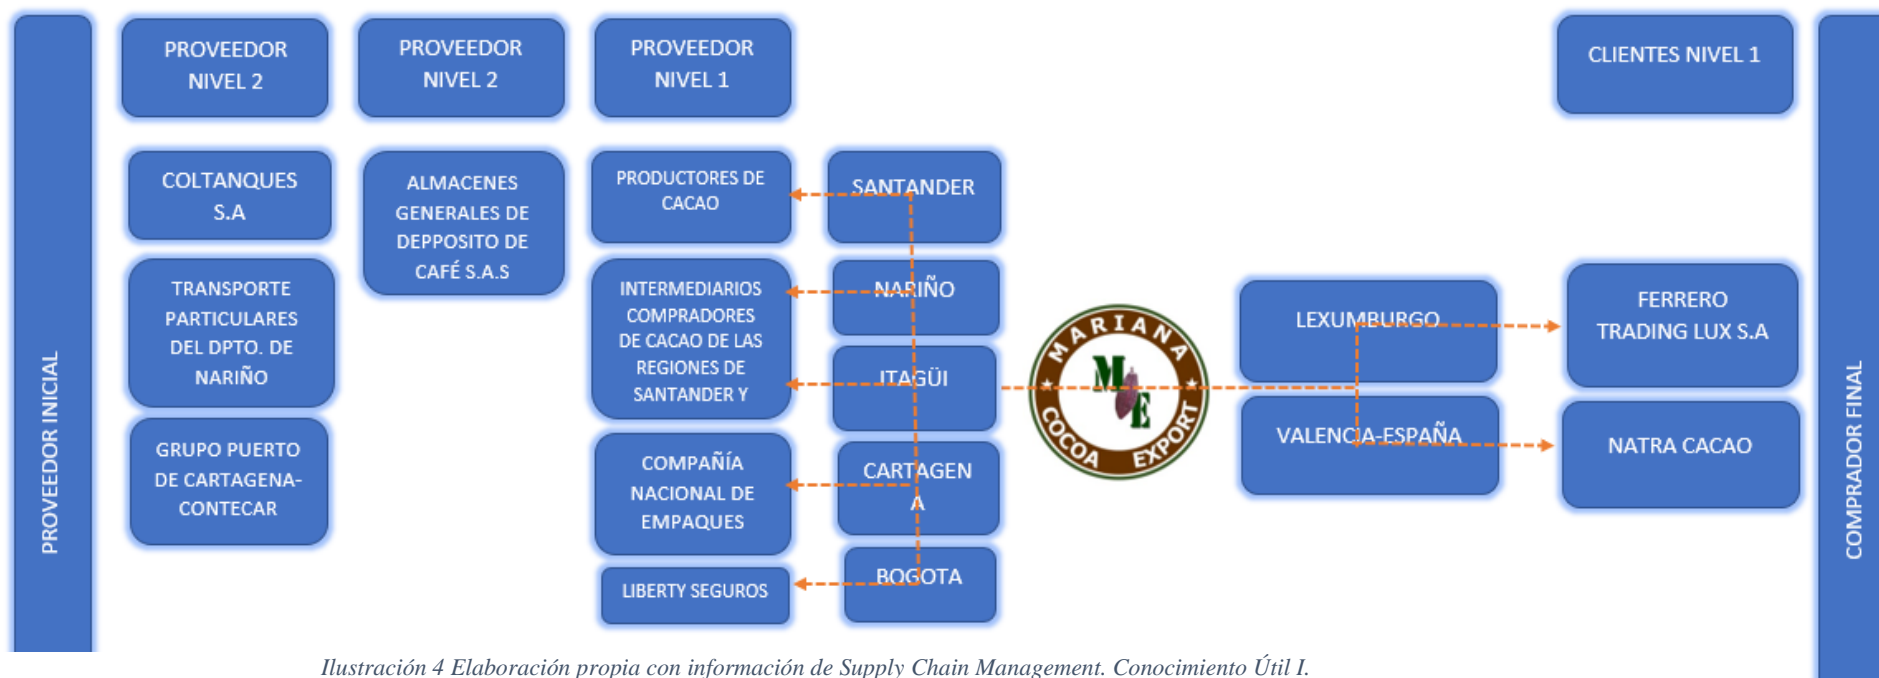 PROVEEDOR INICIAL
PROVEEDOR
NIVEL 2
COLTANQUES
S.A
TRANSPORTE
PARTICULARES
DEL DPTO. DE
NARIÑO
GRUPO PUERTO
DE CARTAGENA-
CONTECAR
PROVEEDOR
NIVEL 2
ALMACENES
GENERALES DE
DEPPOSITO DE
CAFÉ S.A.S
PROVEEDOR
NIVEL 1
PRODUCTORES DE
CACAO
INTERMEDIARIOS
COMPRADORES
DE CACAO DE LAS
REGIONES DE
SANTANDER Y
COMPAÑÍA
NACIONAL DE
EMPAQUES
LIBERTY SEGUROS
SANTANDER
NARIÑO
ITAGÜI
CARTAGEN
A
BOGOTA
MARIANA
M
E
COCOA EXPORT
LEXUMBURGO
VALENCIA-ESPAÑA
CLIENTES NIVEL 1
FERRERO
TRADING LUX S.A
NATRA CACAO
COMPRADOR FINAL
Ilustración 4 Elaboración propia con información de Supply Chain Management. Conocimiento Útil I.